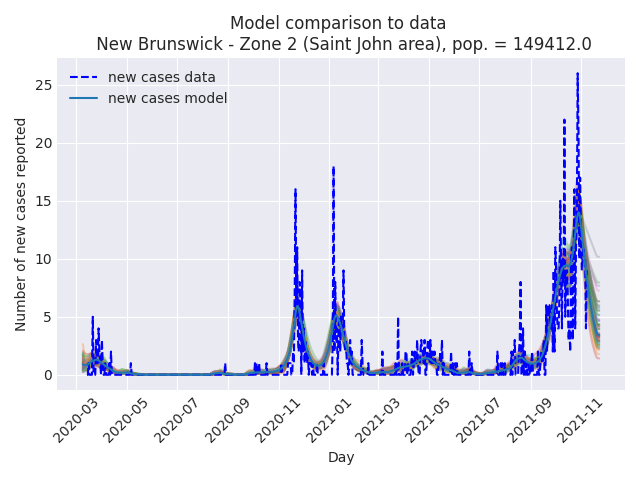 Model comparison to data
New Brunswick - Zone 2 (Saint John area), pop. = 149412.0
new cases data
new cases model
Number of new cases reported
25
20
15
10
5
0
2020-03
2020-05
2020-07
2020-09
2020-11
2021-01
2021-03
2021-05
2021-07
2021-09
2021-11
Day